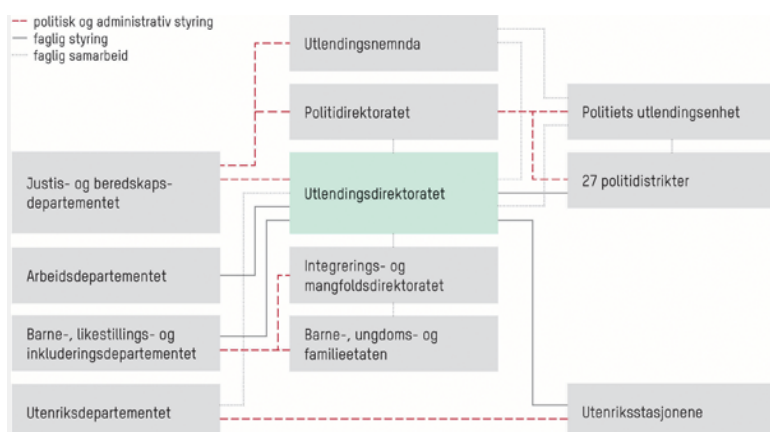 politisk og administrativ styring
faglig styring
faglig samarbeid
Utlendingsnemnda
Politidirektoratet
Politiets utlendingsenhet
Justis- og beredskaps-
departementet
Utlendingsdirektoratet
27 politidistrikter
Arbeidsdepartementet
Integrerings- og
mangfoldsdirektoratet
Barne-, likestillings- og
inkluderingsdepartementet
Barne-, ungdoms- og
familieetaten
Utenriksdepartementet
Utenriksstasjonene